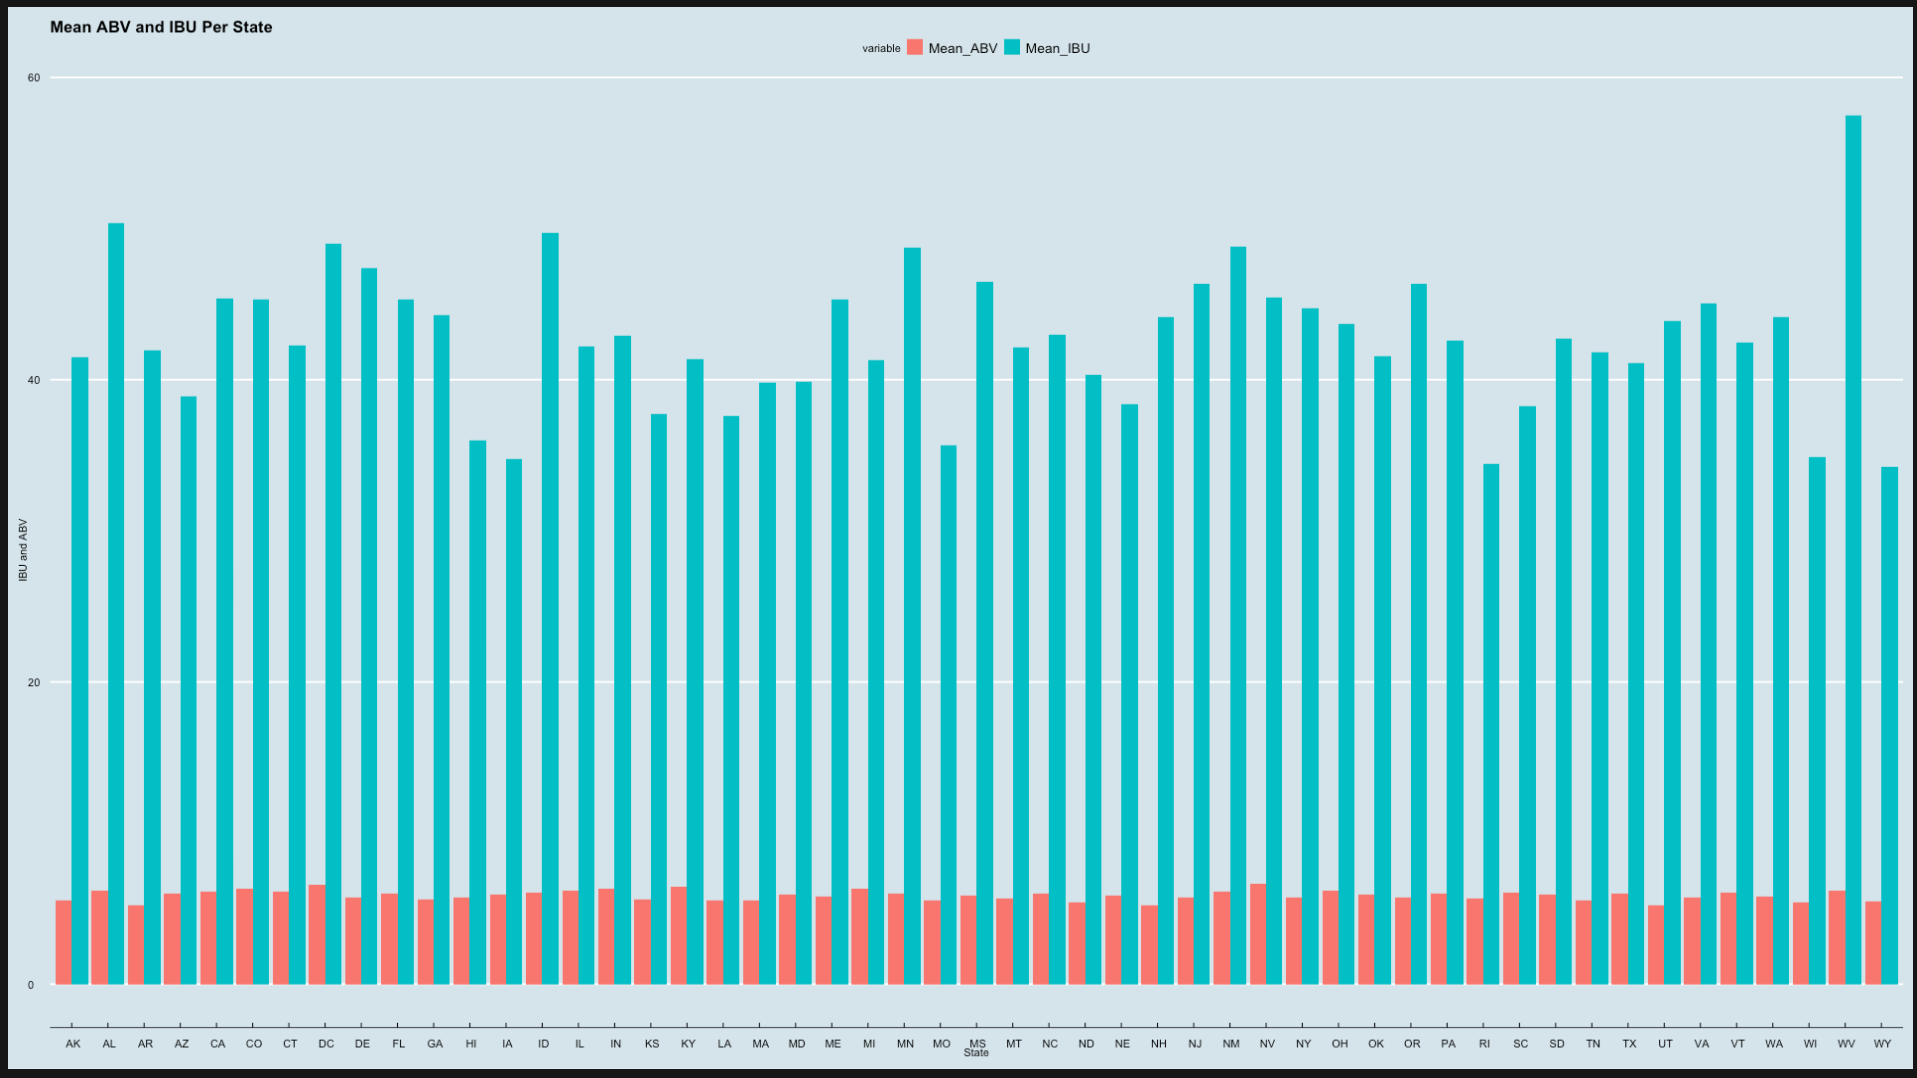 Mean ABV and IBU Per State
variable Mean_ABV Mean_IBU
60
40
20
0
IBU and ABV
AK AL AR AZ CA CO CT DC DE FL GA HI IA ID IL IN KS KY LA MA MD ME MI MN MO MS MT NC ND NE NH NJ NM NV NY OH OK OR PA RI SC SD TN TX UT VA VT WA WI WV WY
State